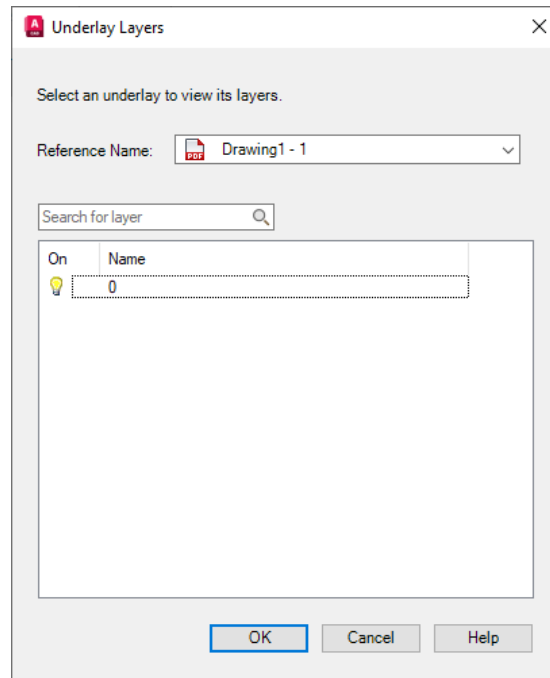 Underlay Layers
Select an underlay to view its layers.
Reference Name: Drawing1 - 1
Search for layer
On Name
0
OK Cancel Help